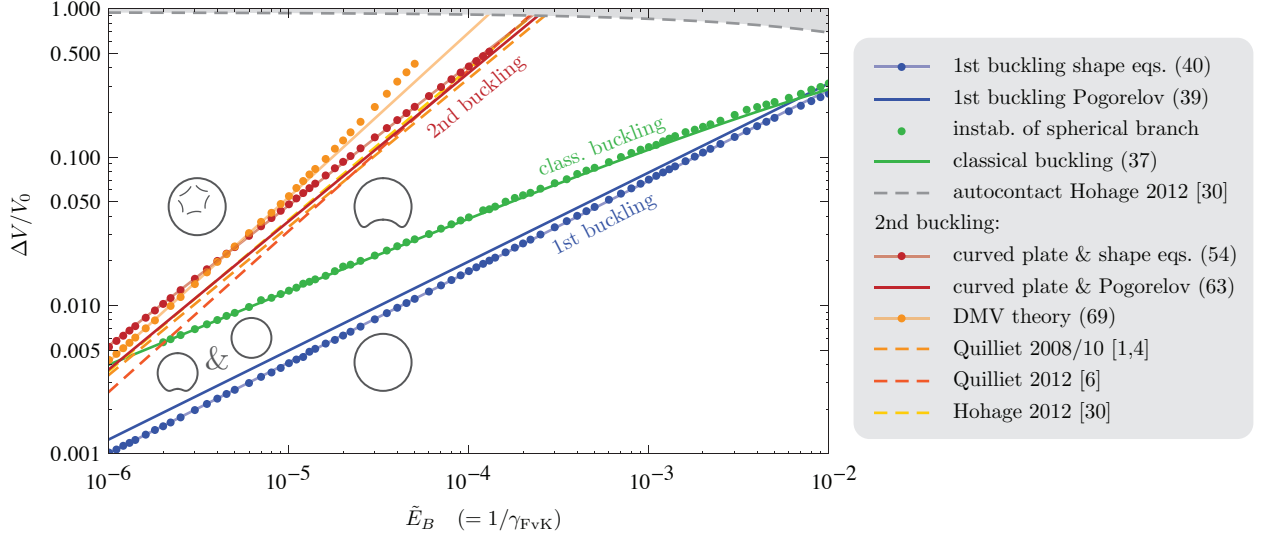 1.000
0.500
0.100
0.050
0.010
0.005
0.001
ΔV/V₀
10⁻⁶
10⁻⁵
10⁻⁴
10⁻³
10⁻²
Ẽ_B (= 1/γ_FvK)
2nd buckling
class. buckling
1st buckling
&
1st buckling shape eqs. (40)
1st buckling Pogorelov (39)
instab. of spherical branch
classical buckling (37)
autocontact Hohage 2012 [30]
2nd buckling:
curved plate & shape eqs. (54)
curved plate & Pogorelov (63)
DMV theory (69)
Quilliet 2008/10 [1,4]
Quilliet 2012 [6]
Hohage 2012 [30]